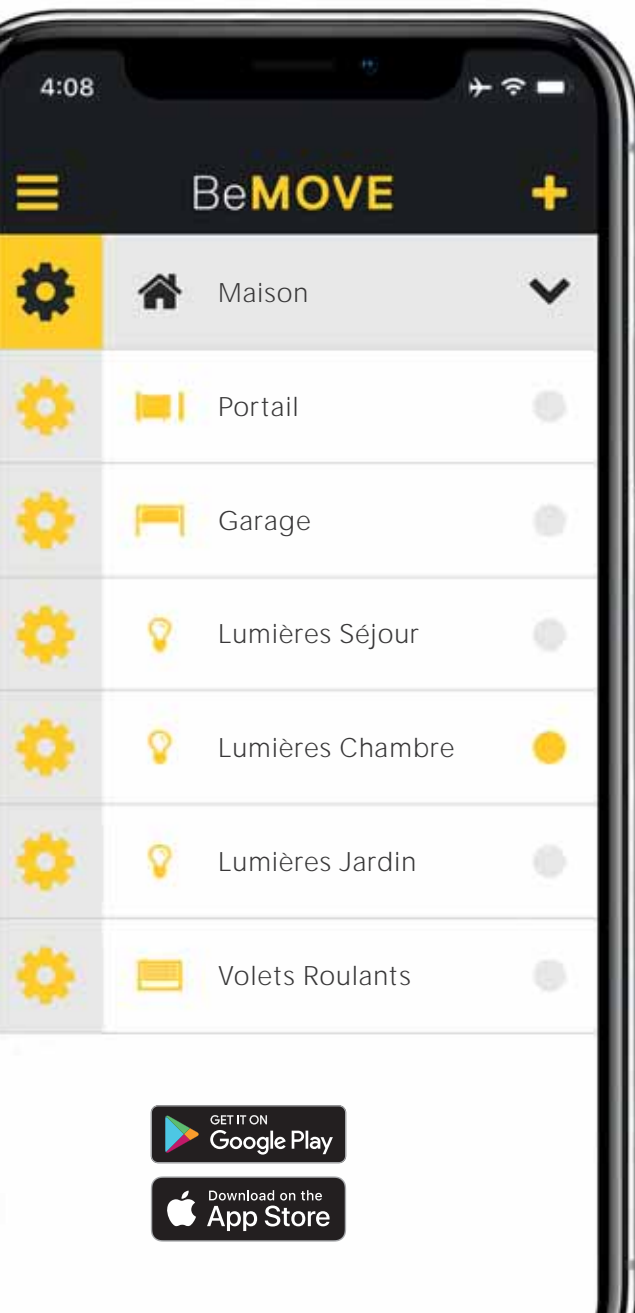 4:08
BeMOVE
Maison
Portail
Garage
Lumières Séjour
Lumières Chambre
Lumières Jardin
Volets Roulants
GET IT ON
Google Play
Download on the
App Store